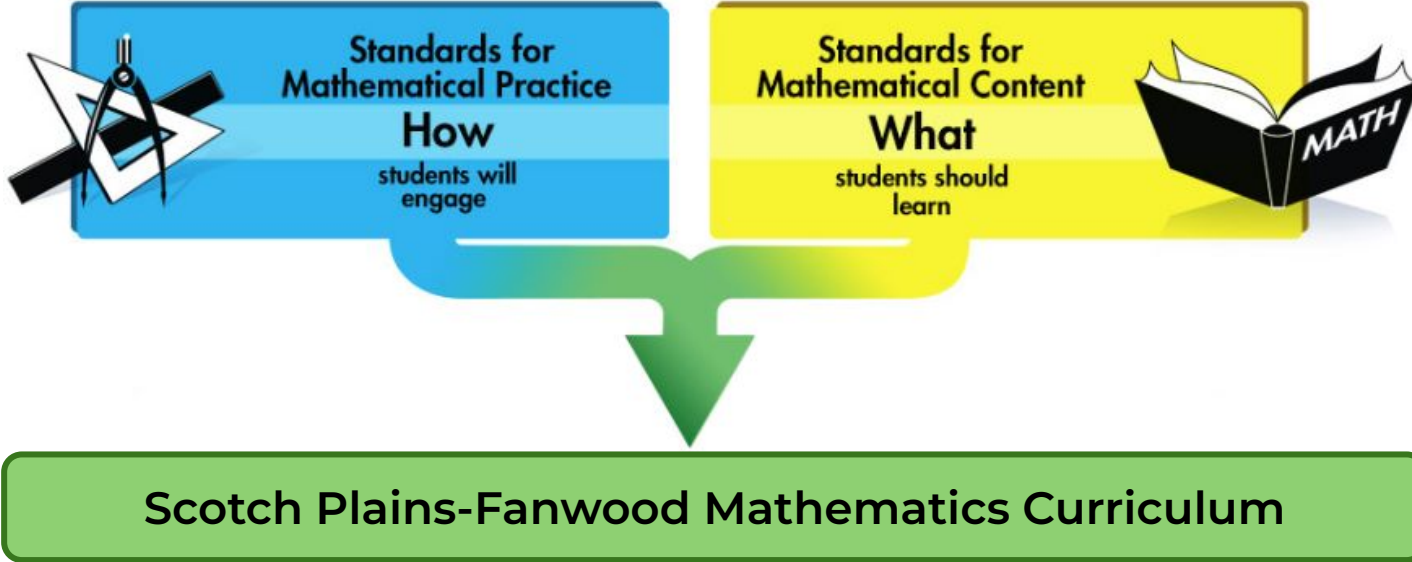 Standards for
Mathematical Practice
How
students will
engage
Standards for
Mathematical Content
What
students should
learn
MATH
Scotch Plains-Fanwood Mathematics Curriculum